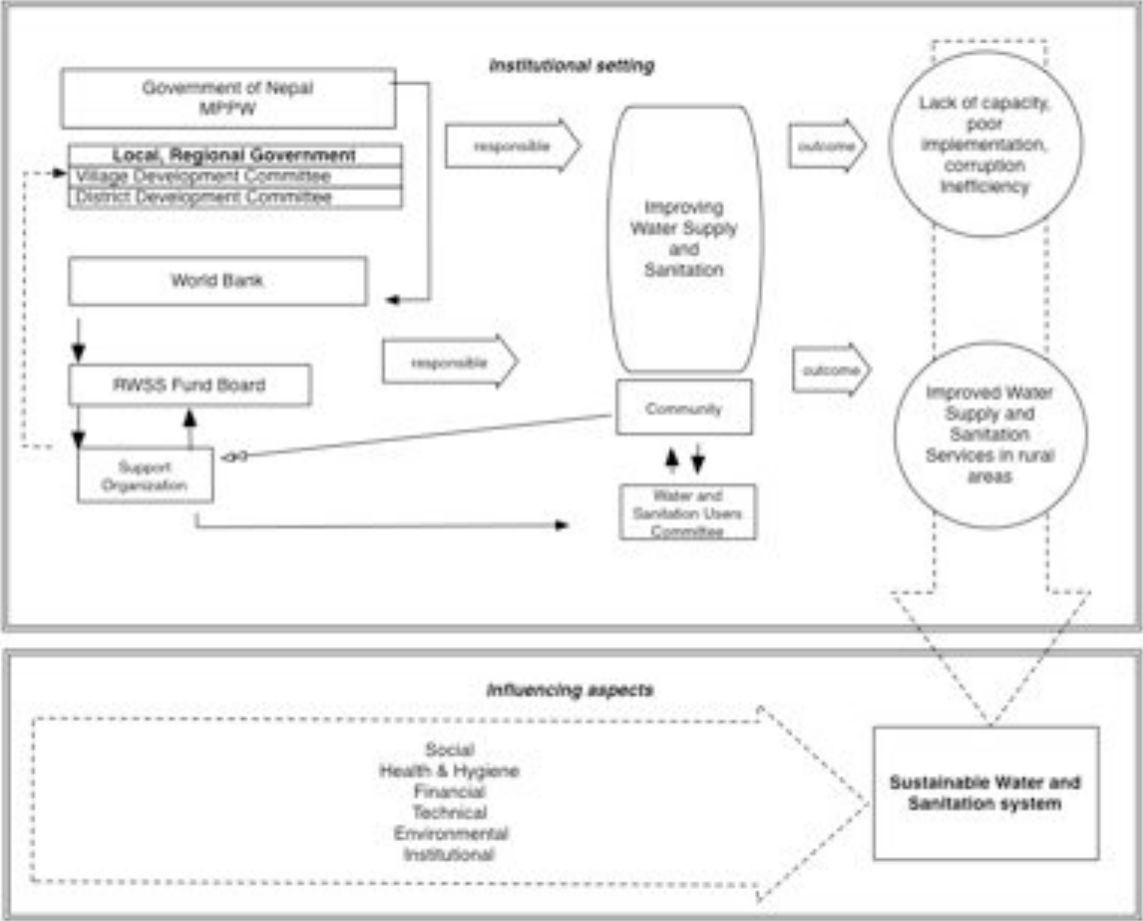 Institutional setting
Government of Nepal
MPPW
Local, Regional Government
Village Development Committee
District Development Committee
World Bank
RWSS Fund Board
Support
Organization
responsible
responsible
Improving
Water Supply
and
Sanitation
Community
Water and
Sanitation Users
Committee
outcome
outcome
Lack of capacity,
poor
implementation,
corruption
Inefficiency
Improved Water
Supply and
Sanitation
Services in rural
areas
Influencing aspects
Social
Health & Hygiene
Financial
Technical
Environmental
Institutional
Sustainable Water and
Sanitation system